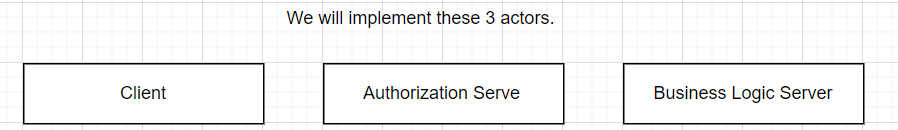 We will implement these 3 actors.
Client
Authorization Serve
Business Logic Server